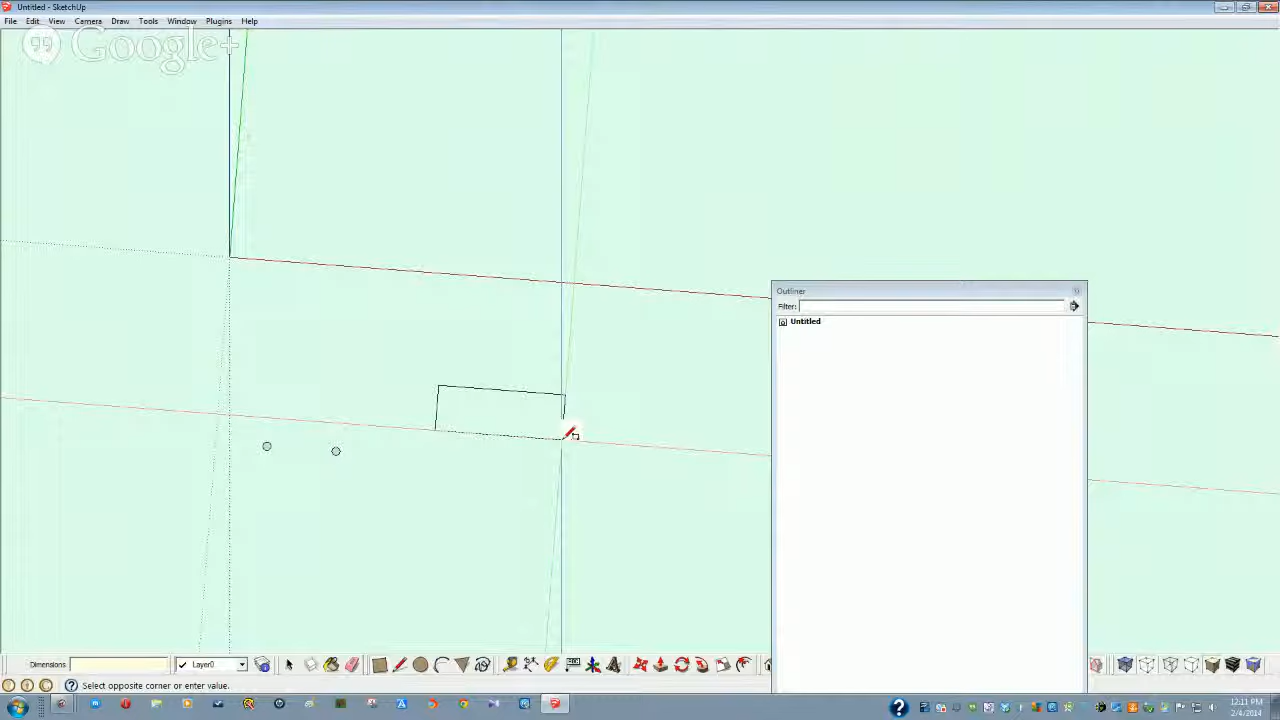 Untitled - SketchUp
File Edit View Camera Draw Tools Window Plugins Help
Google+
Outliner
Filter:
Untitled
Dimensions
Layer0
Select opposite corner or enter value.
12:11 PM
2/4/2014